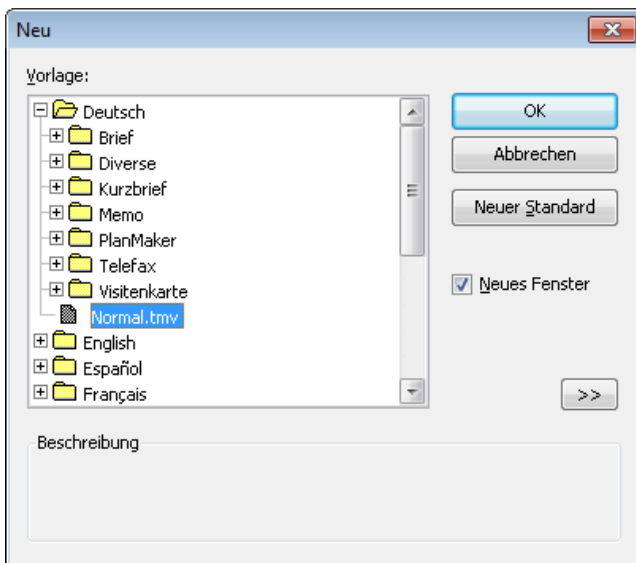 Neu
Vorlage:
Deutsch
Brief
Diverse
Kurzbrief
Memo
PlanMaker
Telefax
Visitenkarte
Normal.tmv
English
Español
Français
OK
Abbrechen
Neuer Standard
Neues Fenster
>>
Beschreibung